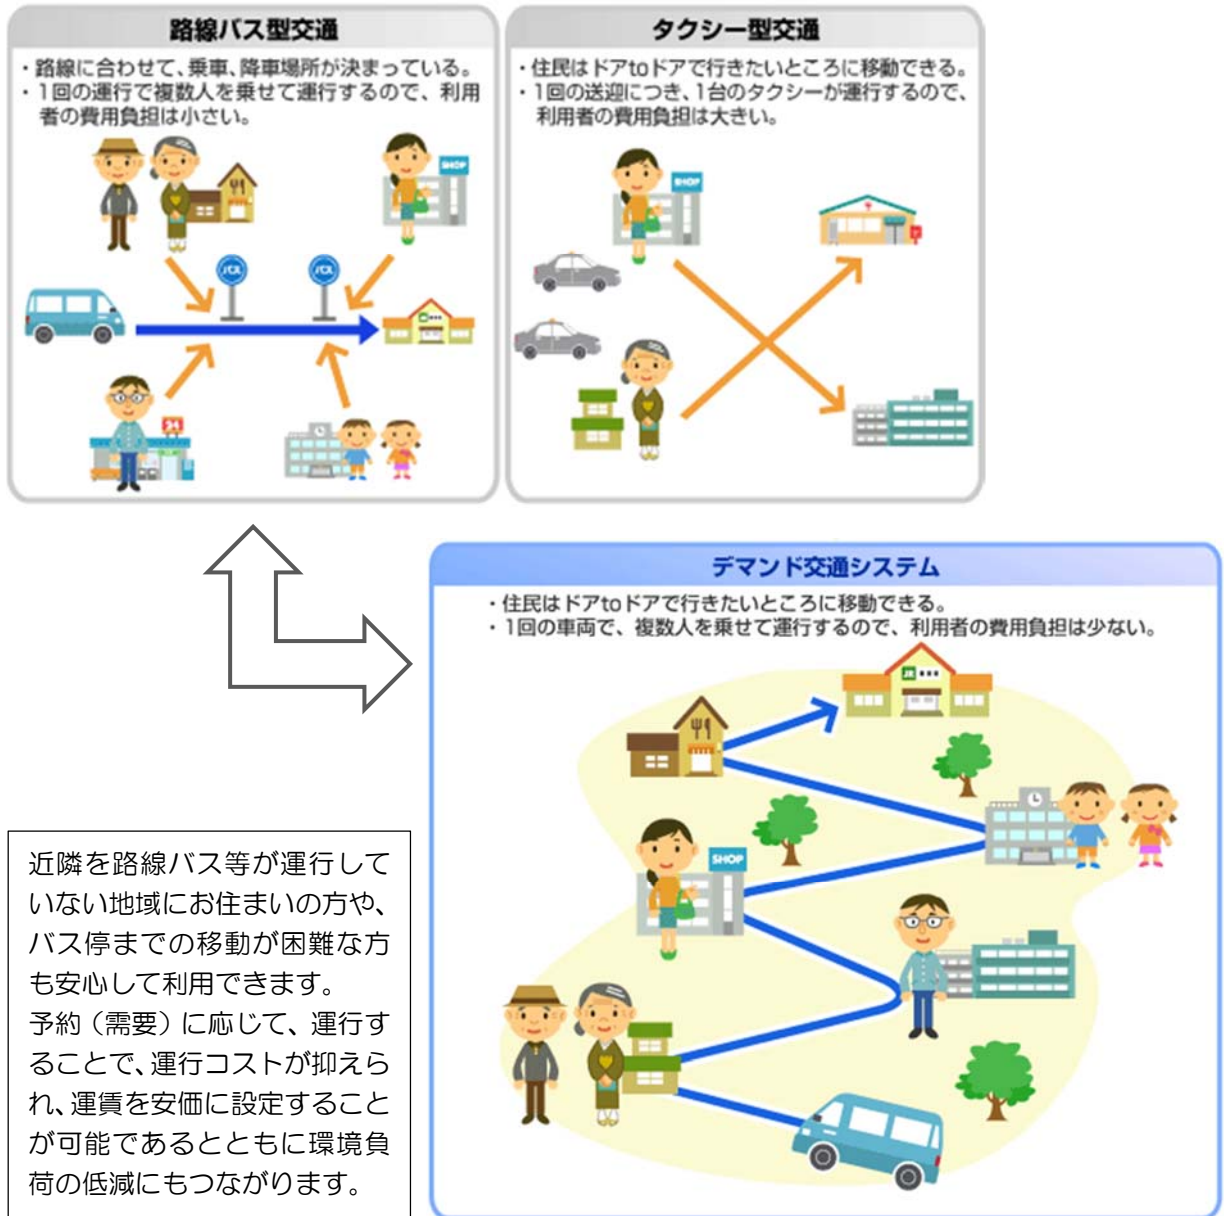 路線バス型交通
・路線に合わせて、乗車、降車場所が決まっている。
・1回の運行で複数人を乗せて運行するので、利用
者の費用負担は小さい。
SHOP
バス
バス
24
タクシー型交通
・住民はドアtoドアで行きたいところに移動できる。
・1回の送迎につき、1台のタクシーが運行するので、
利用者の費用負担は大きい。
SHOP
デマンド交通システム
・住民はドアtoドアで行きたいところに移動できる。
・1回の車両で、複数人を乗せて運行するので、利用者の費用負担は少ない。
JR
SHOP
近隣を路線バス等が運行して
いない地域にお住まいの方や、
バス停までの移動が困難な方
も安心して利用できます。
予約（需要）に応じて、運行す
ることで、運行コストが抑えら
れ、運賃を安価に設定すること
が可能であるとともに環境負
荷の低減にもつながります。